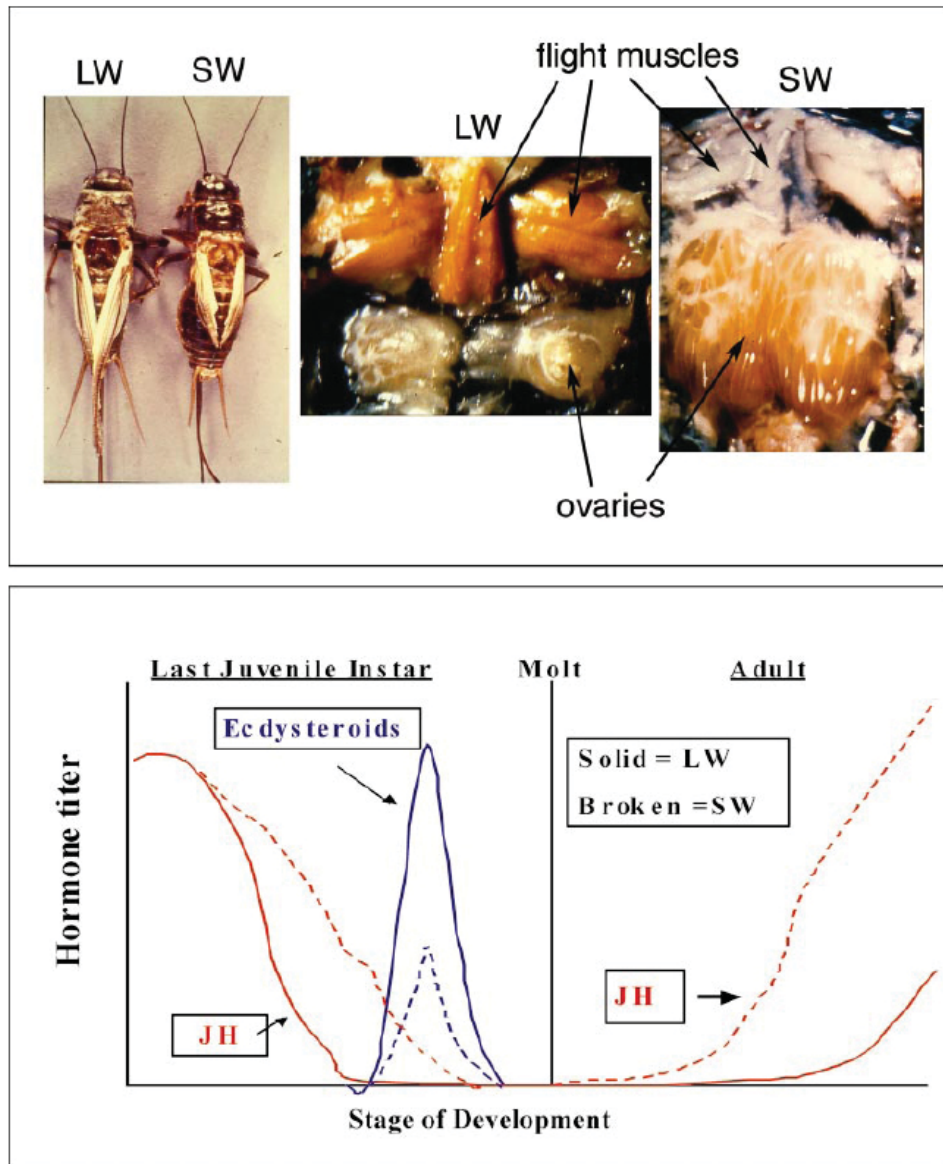 LW
SW
flight muscles
LW
SW
ovaries
Last Juvenile Instar
Molt
Adult
Ecdysteroids
Solid = LW
Broken =SW
Hormone titer
JH
JH
Stage of Development